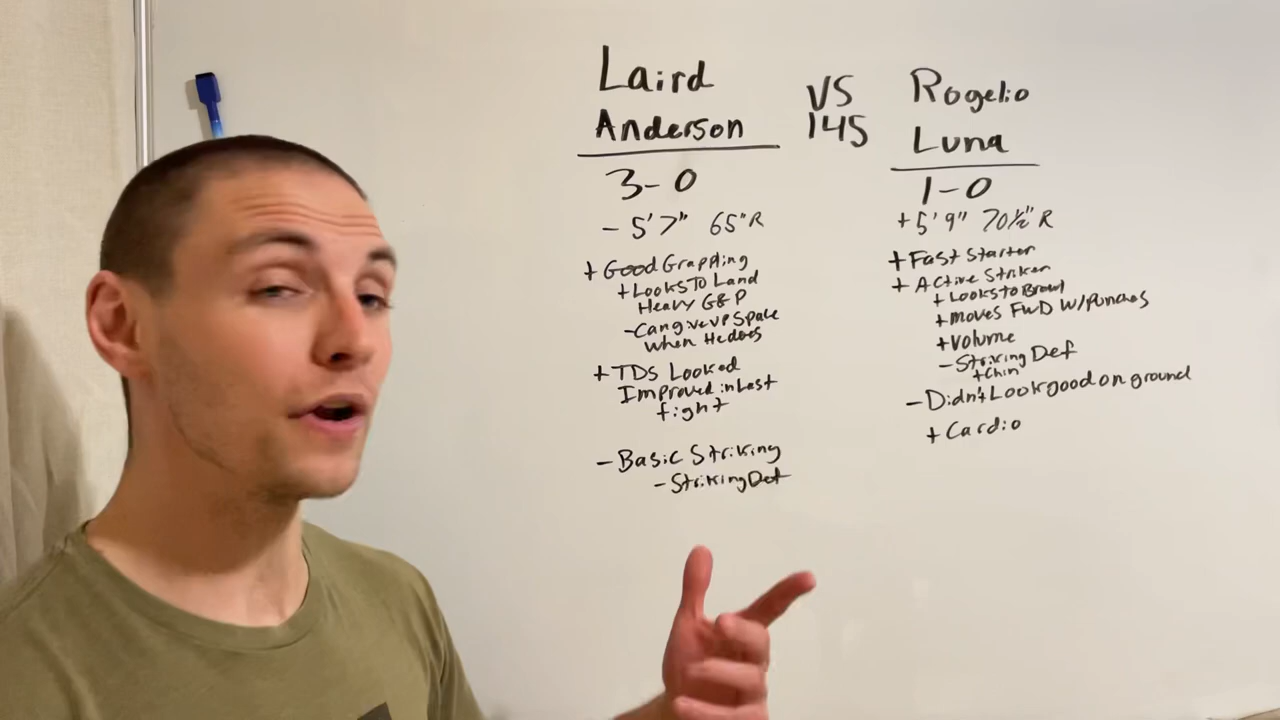 Laird
Anderson
3-0
- 5'7" 65"R
+ Good Grappling
+ Looks To Land
Heavy G&P
- Can give up Space
when He does
+ TDs Looked
Improved in Last
fight
- Basic Striking
- Striking Def
VS
145
Rogelio
Luna
1-0
+ 5'9" 70½"R
+ Fast Starter
+ Active Striker
+ Looks to Brawl
+ moves FWD W/punches
+ Volume
- Striking Def
+ Chin
- Didn't Look good on ground
+ Cardio